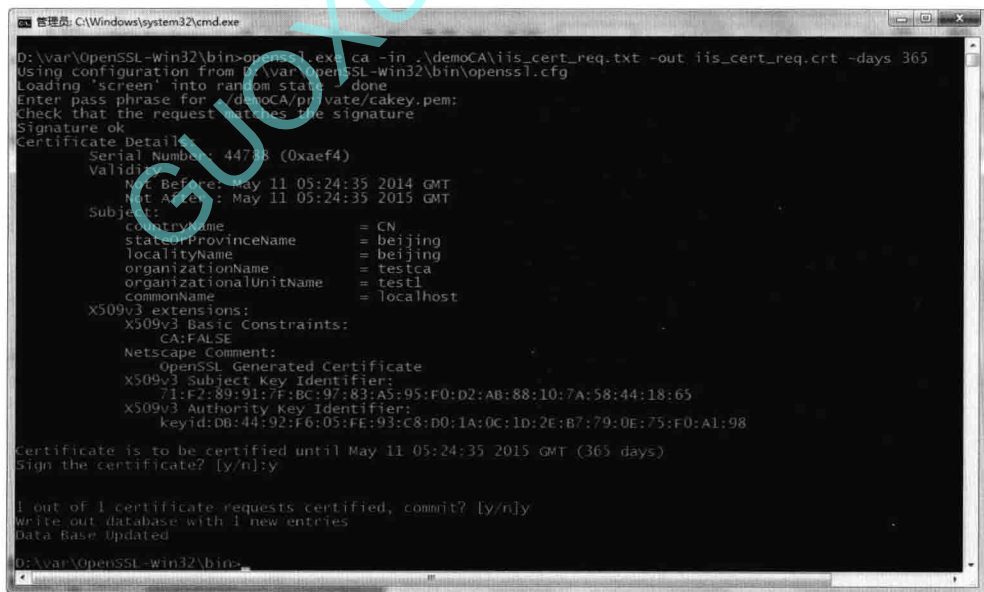 管理员: C:\Windows\system32\cmd.exe
D:\var\OpenSSL-Win32\bin>openssl.exe ca -in .\demoCA\iis_cert_req.txt -out iis_cert_req.crt -days 365
Using configuration from D:\var\OpenSSL-Win32\bin\openssl.cfg
Loading 'screen' into random state - done
Enter pass phrase for ./demoCA/private/cakey.pem:
Check that the request matches the signature
Signature ok
Certificate Details:
Serial Number: 44788 (0xaef4)
Validity
Not Before: May 11 05:24:35 2014 GMT
Not After : May 11 05:24:35 2015 GMT
Subject:
countryName = CN
stateOrProvinceName = beijing
localityName = beijing
organizationName = testca
organizationalUnitName = test1
commonName = localhost
X509v3 extensions:
X509v3 Basic Constraints:
CA:FALSE
Netscape Comment:
OpenSSL Generated Certificate
X509v3 Subject Key Identifier:
71:F2:89:91:7F:BC:97:83:A5:95:F0:D2:AB:88:10:7A:58:44:18:65
X509v3 Authority Key Identifier:
keyid:DB:44:92:F6:05:FE:93:C8:D0:1A:0C:1D:2E:B7:79:0E:75:F0:A1:98
Certificate is to be certified until May 11 05:24:35 2015 GMT (365 days)
Sign the certificate? [y/n]:y
1 out of 1 certificate requests certified, commit? [y/n]y
Write out database with 1 new entries
Data Base Updated
D:\var\OpenSSL-Win32\bin>_
GUOXU